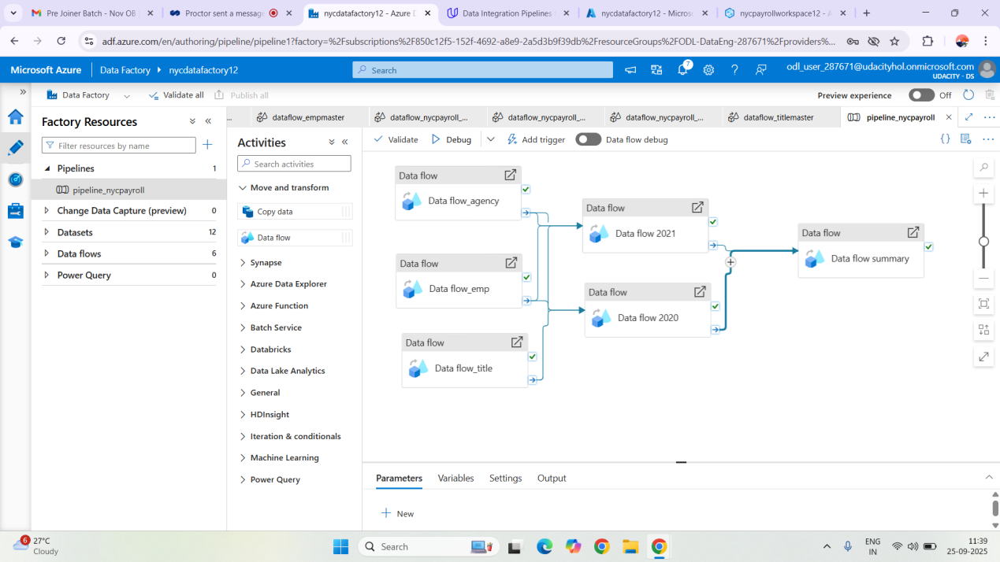 Pre Joiner Batch - Nov OB
Proctor sent a message
nycdatafactory12 - Azure D
Data Integration Pipelines
nycdatafactory12 - Micros
nycpayrollworkspace12 - A
adf.azure.com/en/authoring/pipeline/pipeline1?factory=%2Fsubscriptions%2F850c12f5-152f-4692-a8e9-2a5d3b9f39db%2FresourceGroups%2FODL-DataEng-287671%2Fproviders%...
Microsoft Azure
Data Factory
nycdatafactory12
Search
7
odl_user_287671@udacityhol.onmicrosoft.com
UDACITY - DS
Data Factory
Validate all
Publish all
Preview experience
Off
Factory Resources
Filter resources by name
Pipelines 1
pipeline_nycpayroll
Change Data Capture (preview) 0
Datasets 12
Data flows 6
Power Query 0
...
dataflow_empmaster
dataflow_nycpayroll_...
dataflow_nycpayroll_...
dataflow_nycpayroll_...
dataflow_titlemaster
pipeline_nycpayroll
Activities
Search activities
Move and transform
Copy data
Data flow
Synapse
Azure Data Explorer
Azure Function
Batch Service
Databricks
Data Lake Analytics
General
HDInsight
Iteration & conditionals
Machine Learning
Power Query
Validate
Debug
Add trigger
Data flow debug
Data flow
Data flow_agency
Data flow
Data flow_emp
Data flow
Data flow_title
Data flow
Data flow 2021
Data flow
Data flow 2020
Data flow
Data flow summary
Parameters
Variables
Settings
Output
New
6
27°C
Cloudy
Search
ENG
IN
11:39
25-09-2025